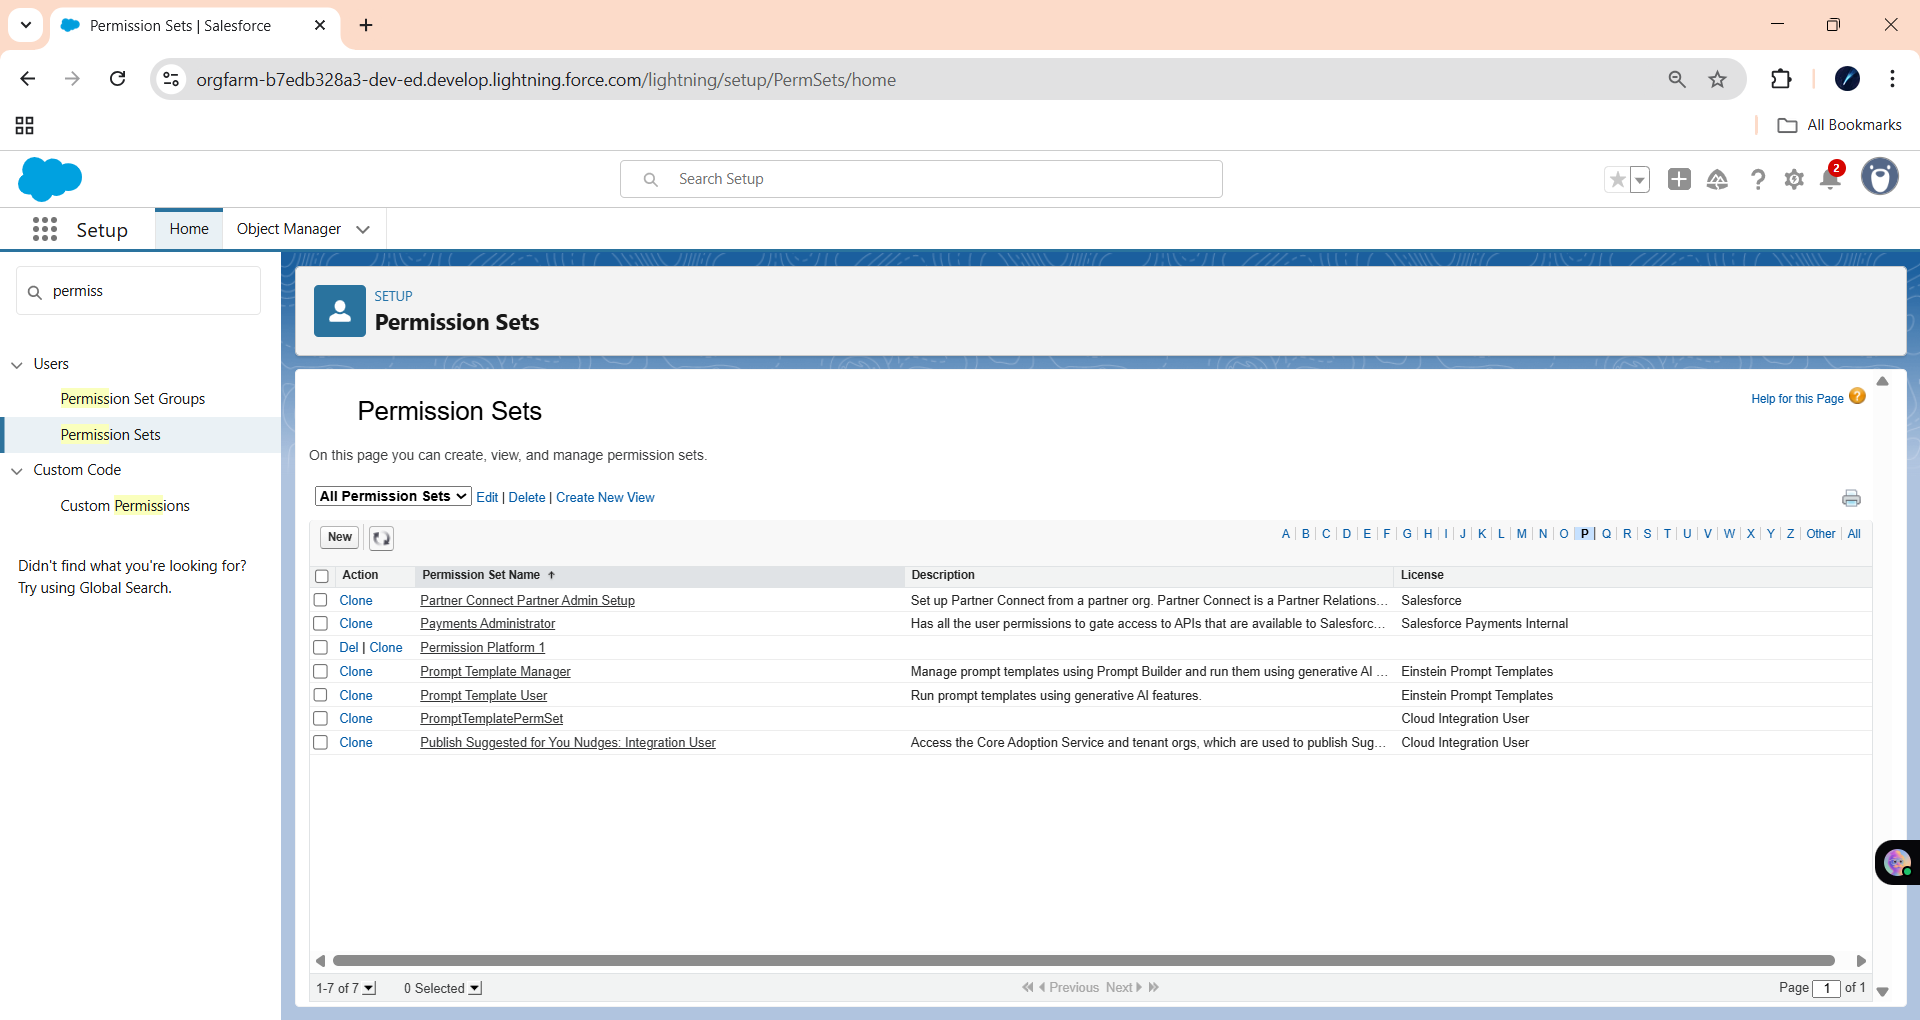 Permission Sets | Salesforce
orgfarm-b7edb328a3-dev-ed.develop.lightning.force.com/lightning/setup/PermSets/home
All Bookmarks
Search Setup
2
Setup
Home
Object Manager
permiss
Users
Permission Set Groups
Permission Sets
Custom Code
Custom Permissions
Didn't find what you're looking for?
Try using Global Search.
SETUP
Permission Sets
Permission Sets
Help for this Page ?
On this page you can create, view, and manage permission sets.
All Permission Sets Edit | Delete | Create New View
New
A | B | C | D | E | F | G | H | I | J | K | L | M | N | O | P | Q | R | S | T | U | V | W | X | Y | Z | Other | All
Action Permission Set Name Description License
Clone Partner Connect Partner Admin Setup Set up Partner Connect from a partner org. Partner Connect is a Partner Relations... Salesforce
Clone Payments Administrator Has all the user permissions to gate access to APIs that are available to Salesforc... Salesforce Payments Internal
Del | Clone Permission Platform 1
Clone Prompt Template Manager Manage prompt templates using Prompt Builder and run them using generative AI ... Einstein Prompt Templates
Clone Prompt Template User Run prompt templates using generative AI features. Einstein Prompt Templates
Clone PromptTemplatePermSet Cloud Integration User
Clone Publish Suggested for You Nudges: Integration User Access the Core Adoption Service and tenant orgs, which are used to publish Sug... Cloud Integration User
1-7 of 7 0 Selected Previous Next Page 1 of 1